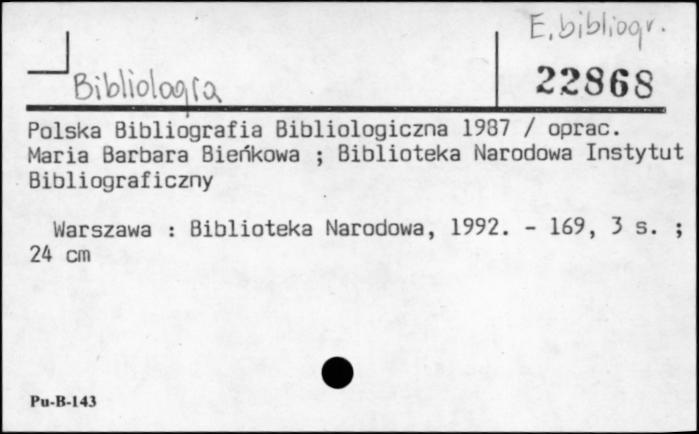 E, bibliogr.
Bibliologia
22868
Polska Bibliografia Bibliologiczna 1987 / oprac.
Maria Barbara Bieńkowa ; Biblioteka Narodowa Instytut
Bibliograficzny
Warszawa : Biblioteka Narodowa, 1992. - 169, 3 s. ;
24 cm
Pu-B-143